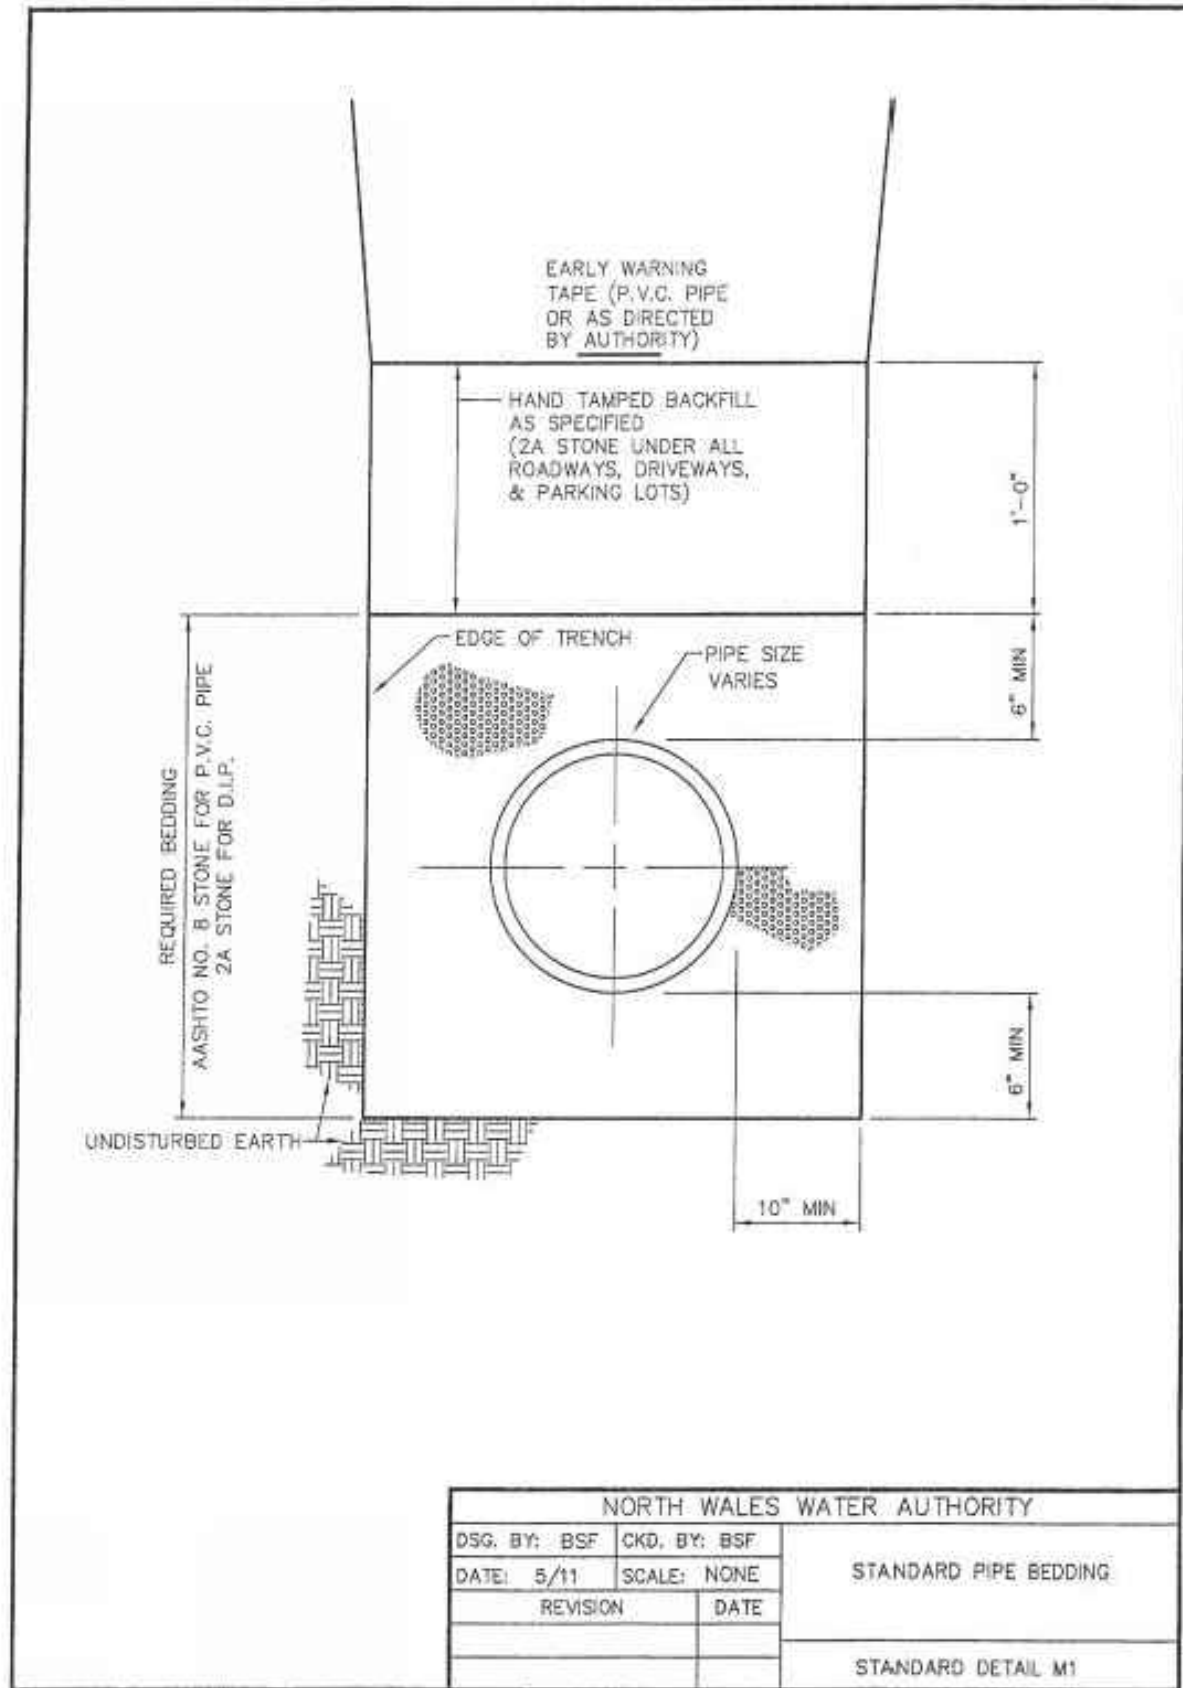 EARLY WARNING
TAPE (P.V.C. PIPE
OR AS DIRECTED
BY AUTHORITY)
HAND TAMPED BACKFILL
AS SPECIFIED
(2A STONE UNDER ALL
ROADWAYS, DRIVEWAYS,
& PARKING LOTS)
1'-0"
EDGE OF TRENCH
PIPE SIZE
VARIES
6" MIN
REQUIRED BEDDING
AASHTO NO. 8 STONE FOR P.V.C. PIPE
2A STONE FOR D.I.P.
6" MIN
UNDISTURBED EARTH
10" MIN
NORTH WALES WATER AUTHORITY
DSG. BY: BSF
CKD. BY: BSF
DATE: 5/11
SCALE: NONE
STANDARD PIPE BEDDING
REVISION
DATE
STANDARD DETAIL M1